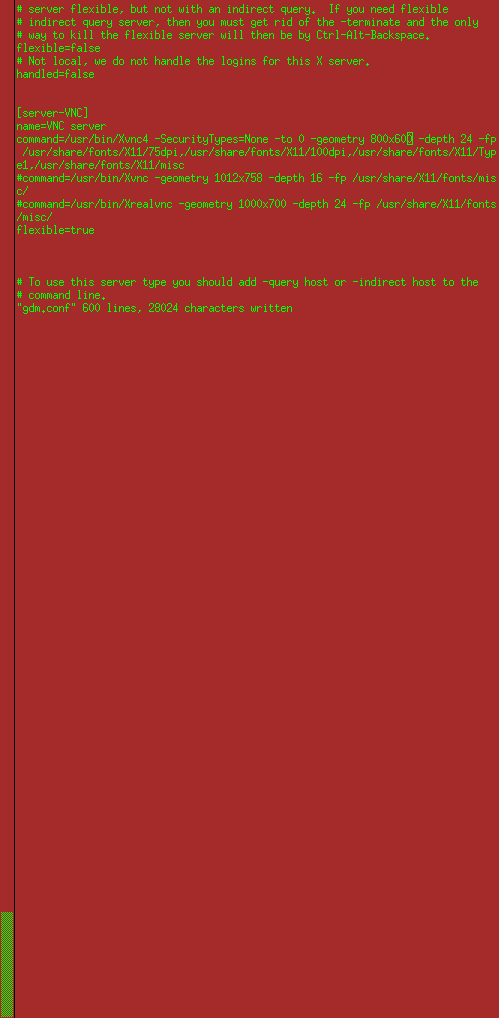 # server flexible, but not with an indirect query.  If you need flexible
# indirect query server, then you must get rid of the -terminate and the only
# way to kill the flexible server will then be by Ctrl-Alt-Backspace.
flexible=false
# Not local, we do not handle the logins for this X server.
handled=false
[server-VNC]
name=VNC server
command=/usr/bin/Xvnc4 -SecurityTypes=None -to 0 -geometry 800x600 -depth 24 -fp
 /usr/share/fonts/X11/75dpi,/usr/share/fonts/X11/100dpi,/usr/share/fonts/X11/Typ
e1,/usr/share/fonts/X11/misc
#command=/usr/bin/Xvnc -geometry 1012x758 -depth 16 -fp /usr/share/X11/fonts/mis
c/
#command=/usr/bin/Xrealvnc -geometry 1000x700 -depth 24 -fp /usr/share/X11/fonts
/misc/
flexible=true
# To use this server type you should add -query host or -indirect host to the
# command line.
"gdm.conf" 600 lines, 28024 characters written